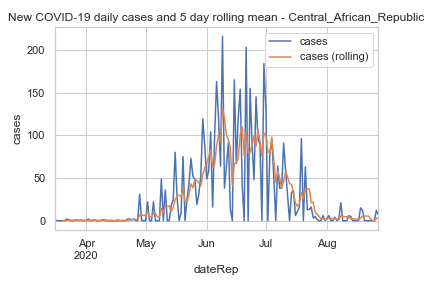 New COVID-19 daily cases and 5 day rolling mean - Central_African_Republic
cases
cases (rolling)
200
150
100
50
0
cases
Apr
2020
May
Jun
Jul
Aug
dateRep